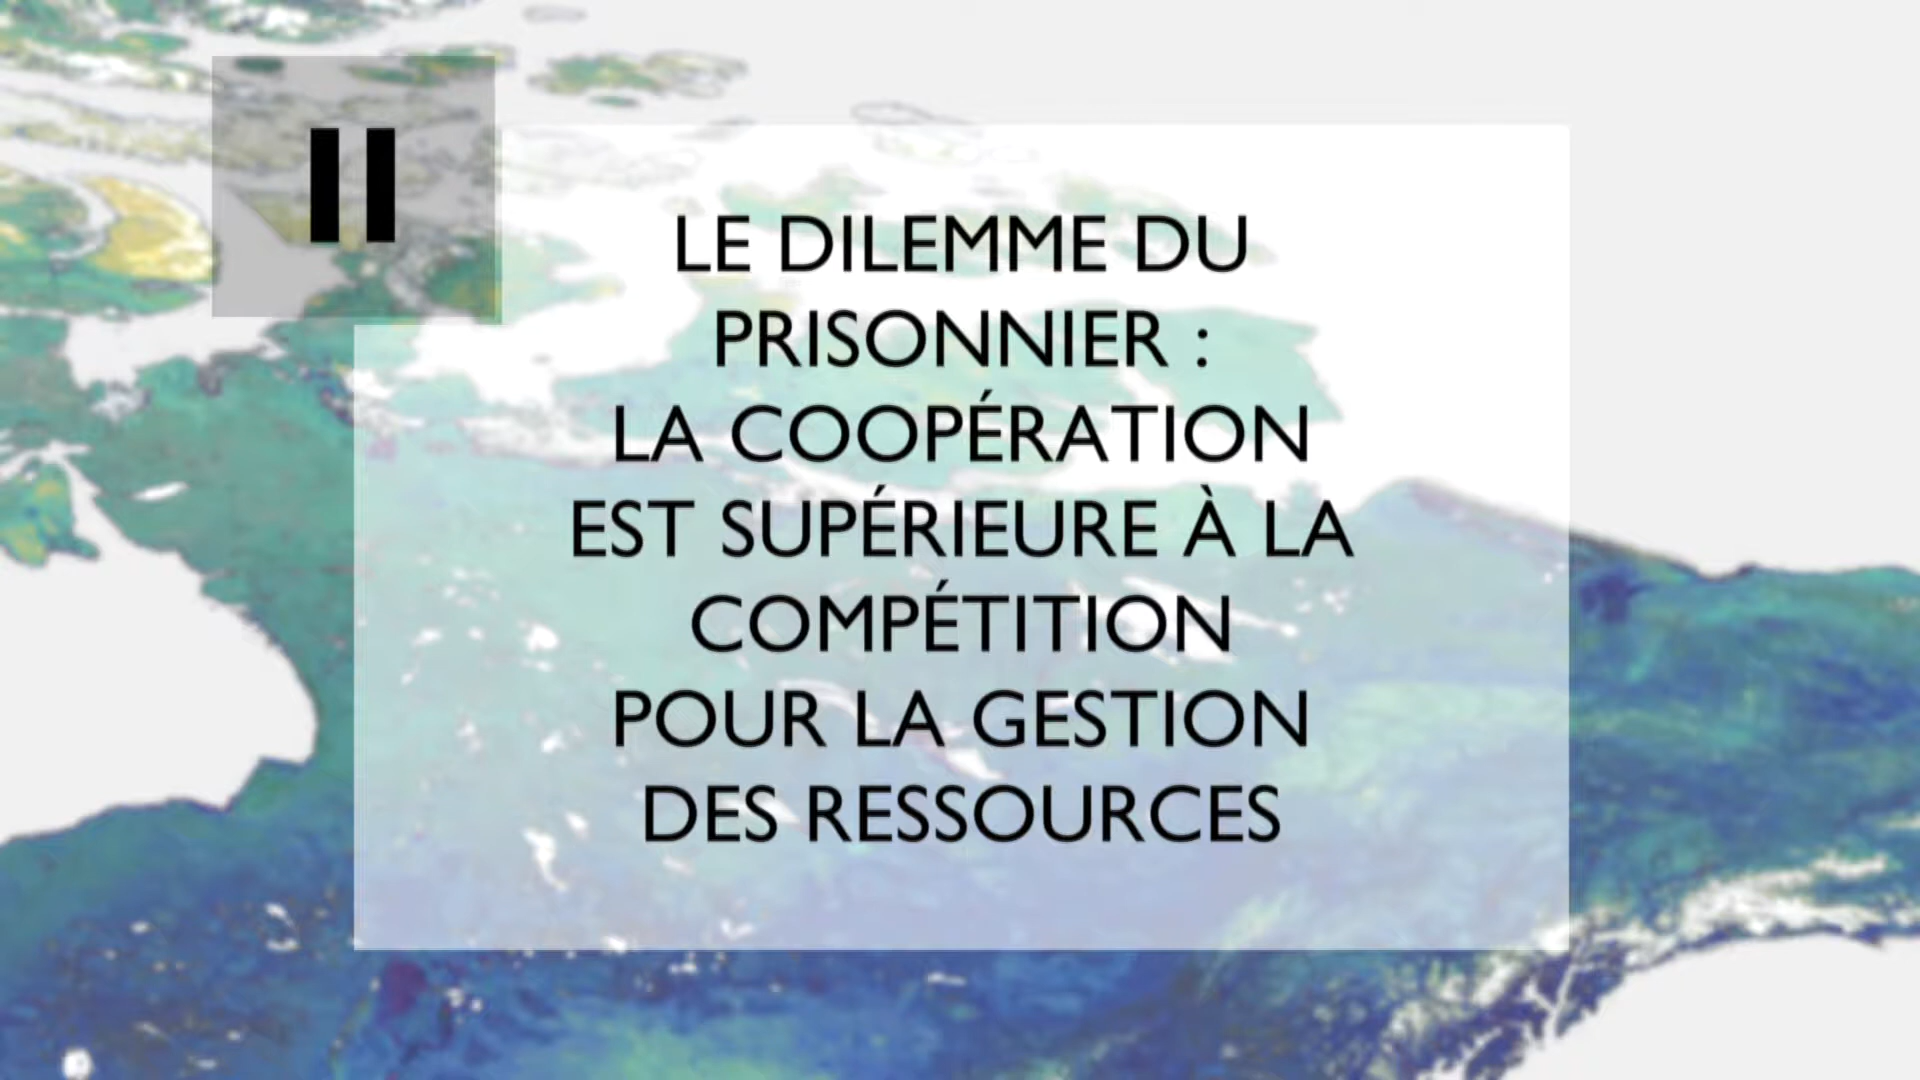 II
LE DILEMME DU
PRISONNIER :
LA COOPÉRATION
EST SUPÉRIEURE À LA
COMPÉTITION
POUR LA GESTION
DES RESSOURCES